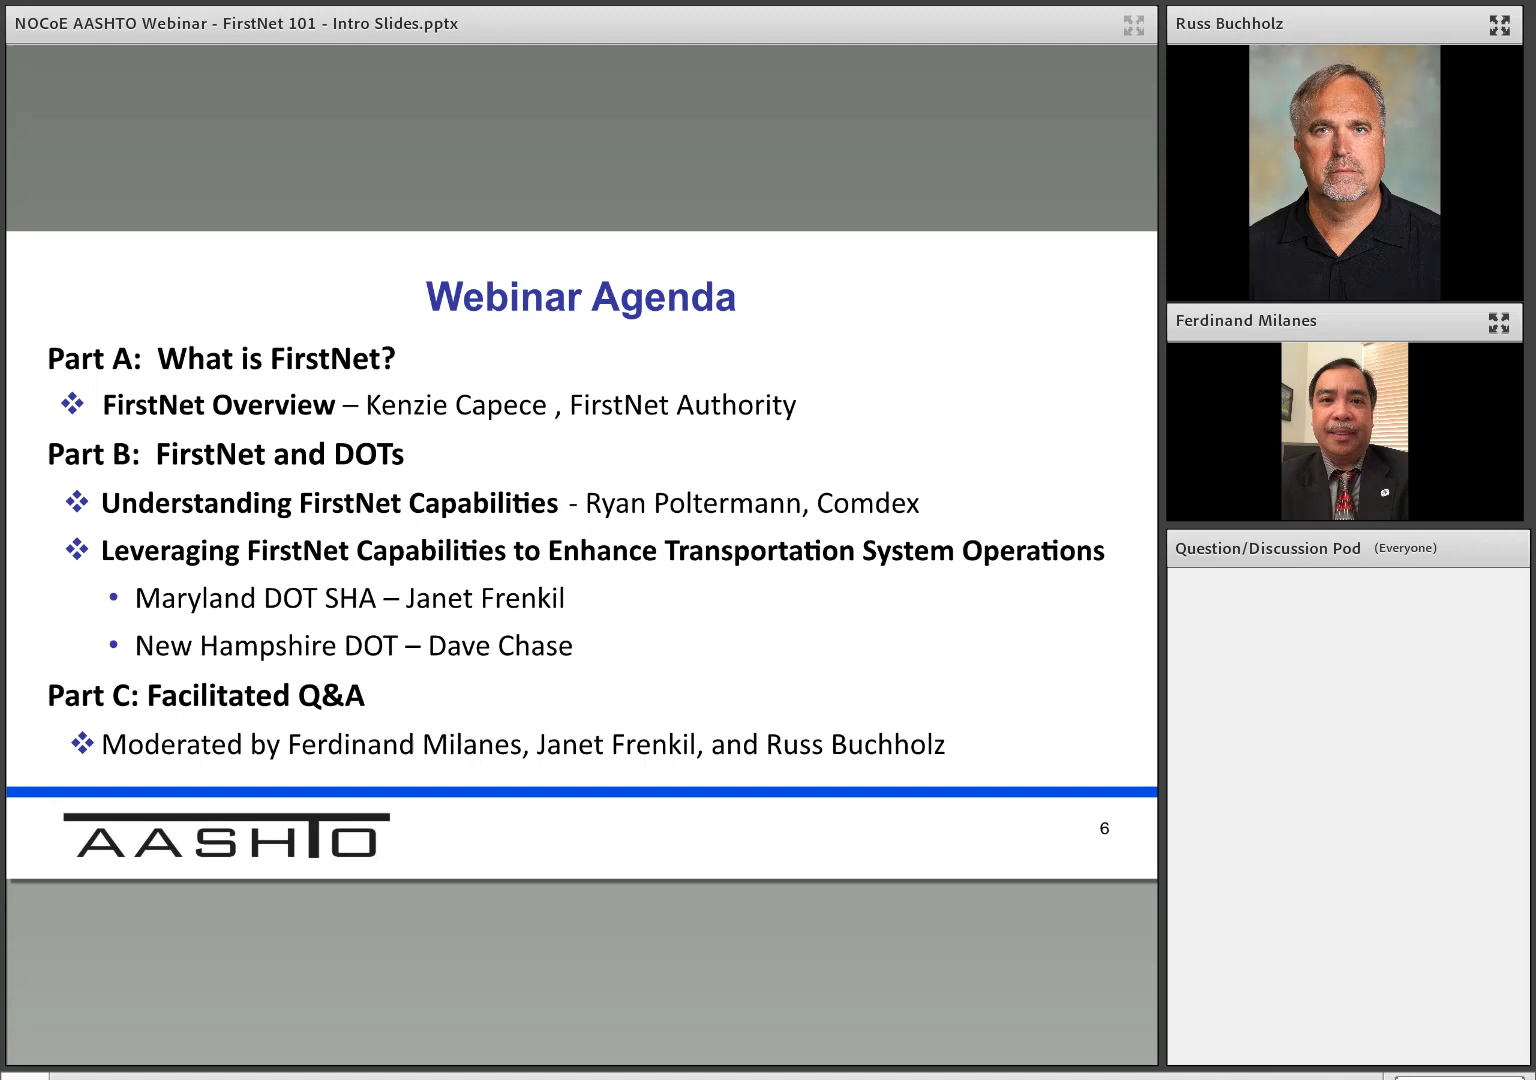 NOCoE AASHTO Webinar - FirstNet 101 - Intro Slides.pptx
Webinar Agenda
Part A:  What is FirstNet?
❖ FirstNet Overview – Kenzie Capece , FirstNet Authority
Part B:  FirstNet and DOTs
❖ Understanding FirstNet Capabilities - Ryan Poltermann, Comdex
❖ Leveraging FirstNet Capabilities to Enhance Transportation System Operations
• Maryland DOT SHA – Janet Frenkil
• New Hampshire DOT – Dave Chase
Part C: Facilitated Q&A
❖ Moderated by Ferdinand Milanes, Janet Frenkil, and Russ Buchholz
AASHTO
6
Russ Buchholz
Ferdinand Milanes
Question/Discussion Pod (Everyone)